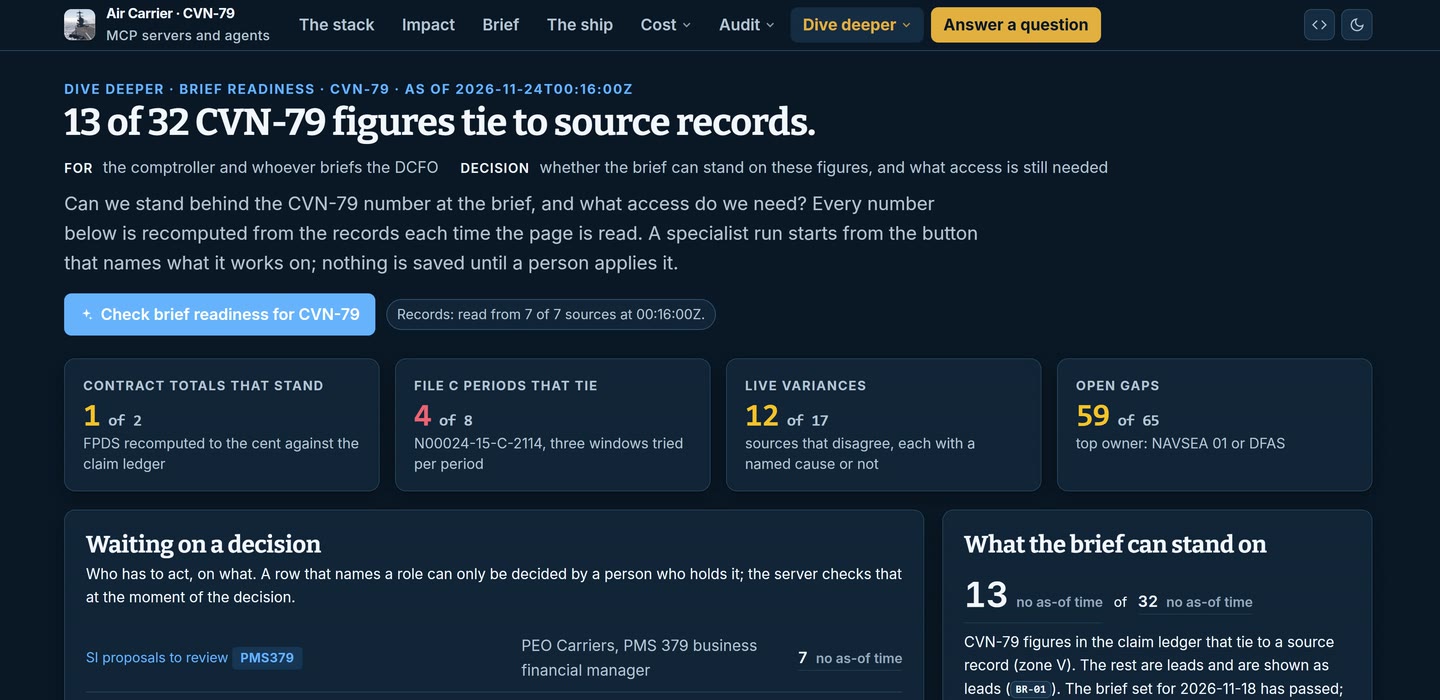 Air Carrier · CVN-79
MCP servers and agents
The stack
Impact
Brief
The ship
Cost
Audit
Dive deeper
Answer a question
DIVE DEEPER · BRIEF READINESS · CVN-79 · AS OF 2026-11-24T00:16:00Z
13 of 32 CVN-79 figures tie to source records.
FOR the comptroller and whoever briefs the DCFO DECISION whether the brief can stand on these figures, and what access is still needed
Can we stand behind the CVN-79 number at the brief, and what access do we need? Every number
below is recomputed from the records each time the page is read. A specialist run starts from the button
that names what it works on; nothing is saved until a person applies it.
Check brief readiness for CVN-79
Records: read from 7 of 7 sources at 00:16:00Z.
CONTRACT TOTALS THAT STAND
1 of 2
FPDS recomputed to the cent against the
claim ledger
FILE C PERIODS THAT TIE
4 of 8
N00024-15-C-2114, three windows tried
per period
LIVE VARIANCES
12 of 17
sources that disagree, each with a
named cause or not
OPEN GAPS
59 of 65
top owner: NAVSEA 01 or DFAS
Waiting on a decision
Who has to act, on what. A row that names a role can only be decided by a person who holds it; the server checks that
at the moment of the decision.
SI proposals to review PMS379
PEO Carriers, PMS 379 business
financial manager
7 no as-of time
What the brief can stand on
13 no as-of time of 32 no as-of time
CVN-79 figures in the claim ledger that tie to a source
record (zone V). The rest are leads and are shown as
leads (BR-01). The brief set for 2026-11-18 has passed;